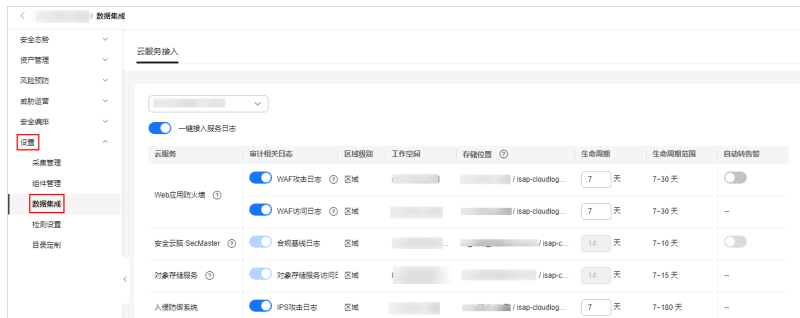 / 数据集成
安全态势
资产管理
风险预防
威胁运营
安全编排
设置
采集管理
组件管理
数据集成
检测设置
目录定制
云服务接入
一键接入服务日志
云服务 审计相关日志 区域级别 工作空间 存储位置 生命周期 生命周期范围 自动转告警
Web应用防火墙
WAF攻击日志 区域 / isap-cloudlog... 7 天 7~30 天
WAF访问日志 区域 / isap-cloudlog... 7 天 7~30 天 --
安全云脑 SecMaster 合规基线日志 区域 ... / isap-c... 14 天 7~10 天
对象存储服务 对象存储服务访问日 区域 / isap-c... 14 天 7~15 天 --
入侵防御系统 IPS攻击日志 区域 / isap-cloudlog... 7 天 7~180 天 --